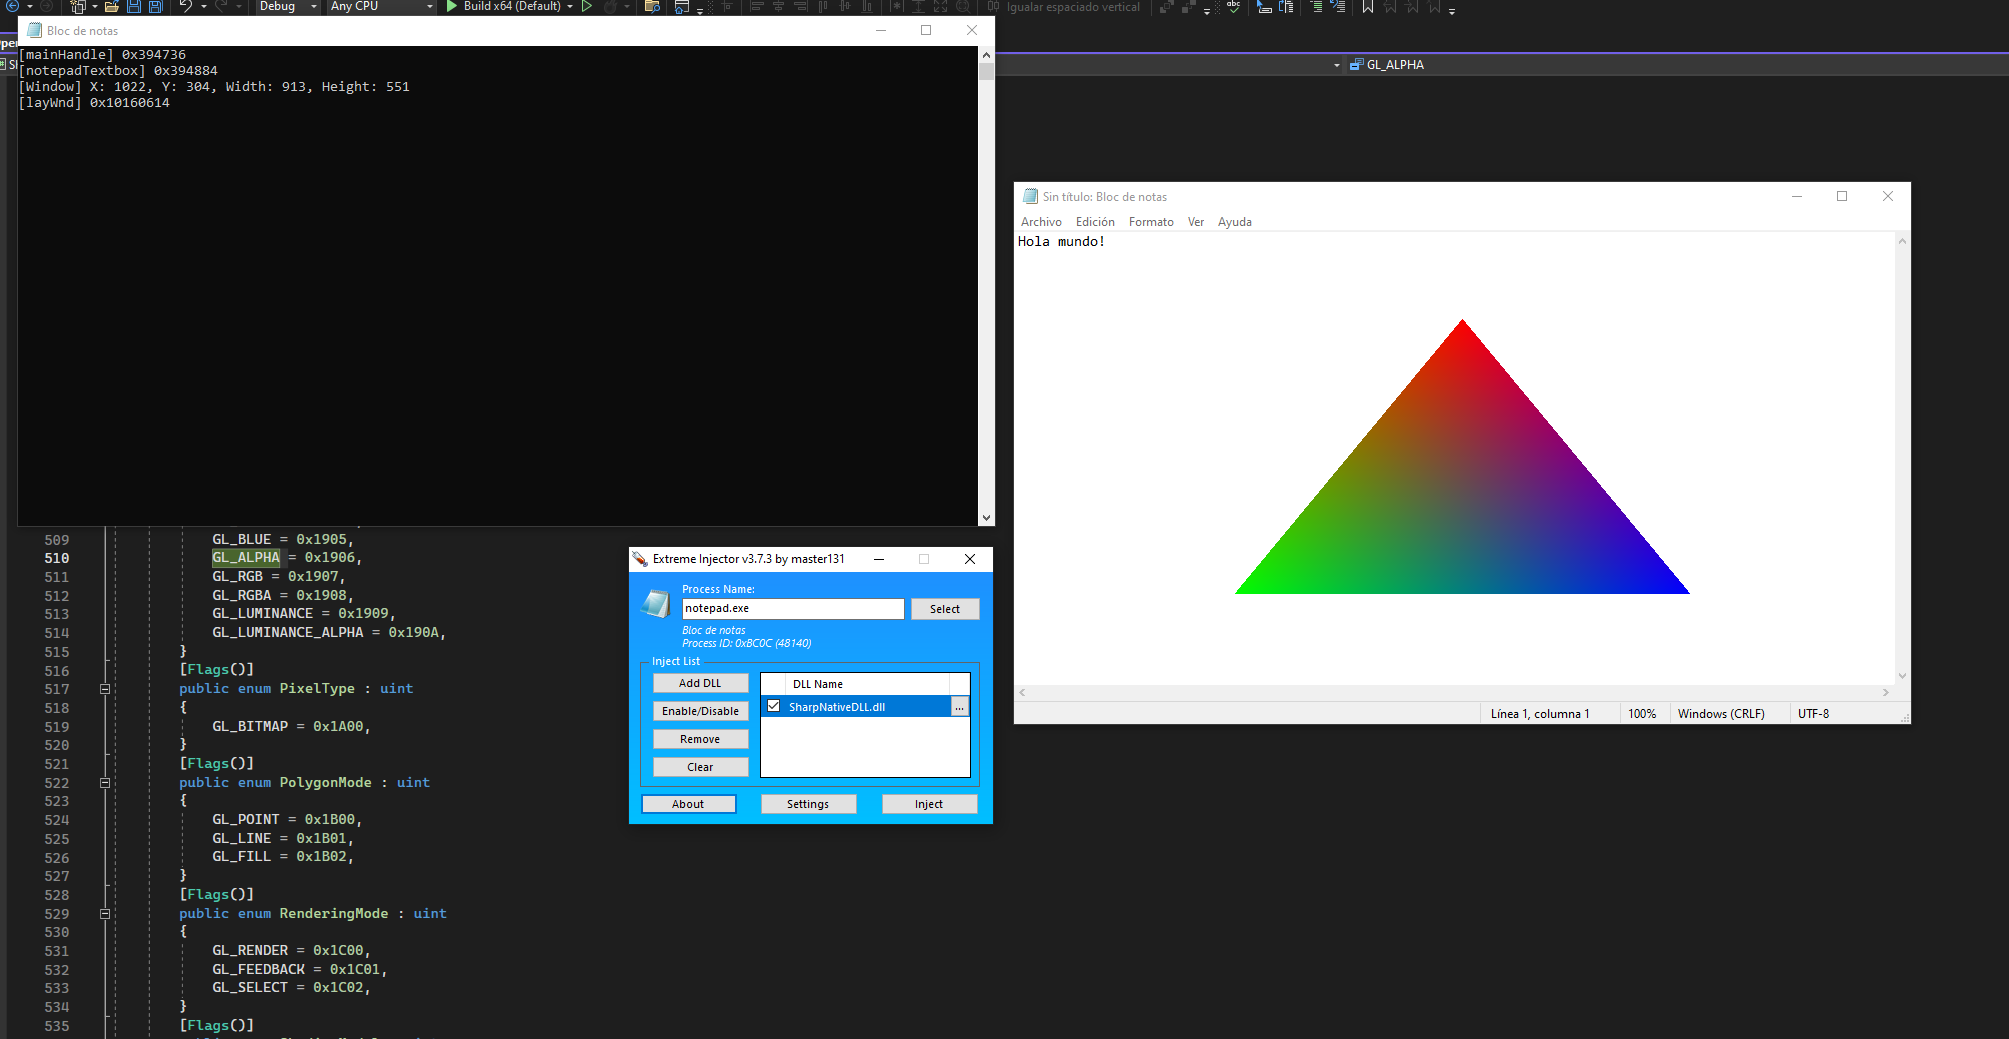 Debug
Any CPU
Build x64 (Default)
Igualar espaciado vertical
abc
Bloc de notas
GL_ALPHA
[mainHandle] 0x394736
[notepadTextbox] 0x394884
[Window] X: 1022, Y: 304, Width: 913, Height: 551
[layWnd] 0x10160614
Sin título: Bloc de notas
Archivo Edición Formato Ver Ayuda
Hola mundo!
Línea 1, columna 1 100% Windows (CRLF) UTF-8
509 GL_BLUE = 0x1905,
510 GL_ALPHA = 0x1906,
511 GL_RGB = 0x1907,
512 GL_RGBA = 0x1908,
513 GL_LUMINANCE = 0x1909,
514 GL_LUMINANCE_ALPHA = 0x190A,
515 }
516 [Flags()]
517 public enum PixelType : uint
518 {
519 GL_BITMAP = 0x1A00,
520 }
521 [Flags()]
522 public enum PolygonMode : uint
523 {
524 GL_POINT = 0x1B00,
525 GL_LINE = 0x1B01,
526 GL_FILL = 0x1B02,
527 }
528 [Flags()]
529 public enum RenderingMode : uint
530 {
531 GL_RENDER = 0x1C00,
532 GL_FEEDBACK = 0x1C01,
533 GL_SELECT = 0x1C02,
534 }
535 [Flags()]
Extreme Injector v3.7.3 by master131
Process Name:
notepad.exe
Select
Bloc de notas
Process ID: 0xBC0C (48140)
Inject List
Add DLL
Enable/Disable
Remove
Clear
DLL Name
SharpNativeDLL.dll
...
About
Settings
Inject